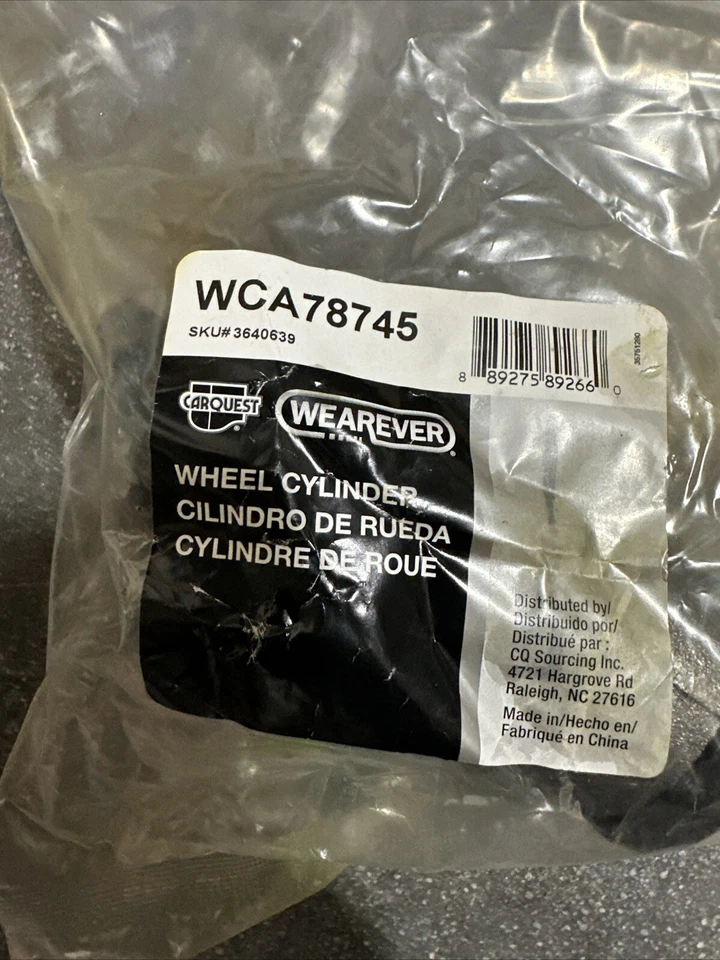 WCA78745
SKU# 3640639
8 89275 89266 0
35751280
CARQUEST
WEAREVER
WHEEL CYLINDER
CILINDRO DE RUEDA
CYLINDRE DE ROUE
Distributed by/
Distribuido por/
Distribué par :
CQ Sourcing Inc.
4721 Hargrove Rd
Raleigh, NC 27616
Made in/Hecho en/
Fabriqué en China